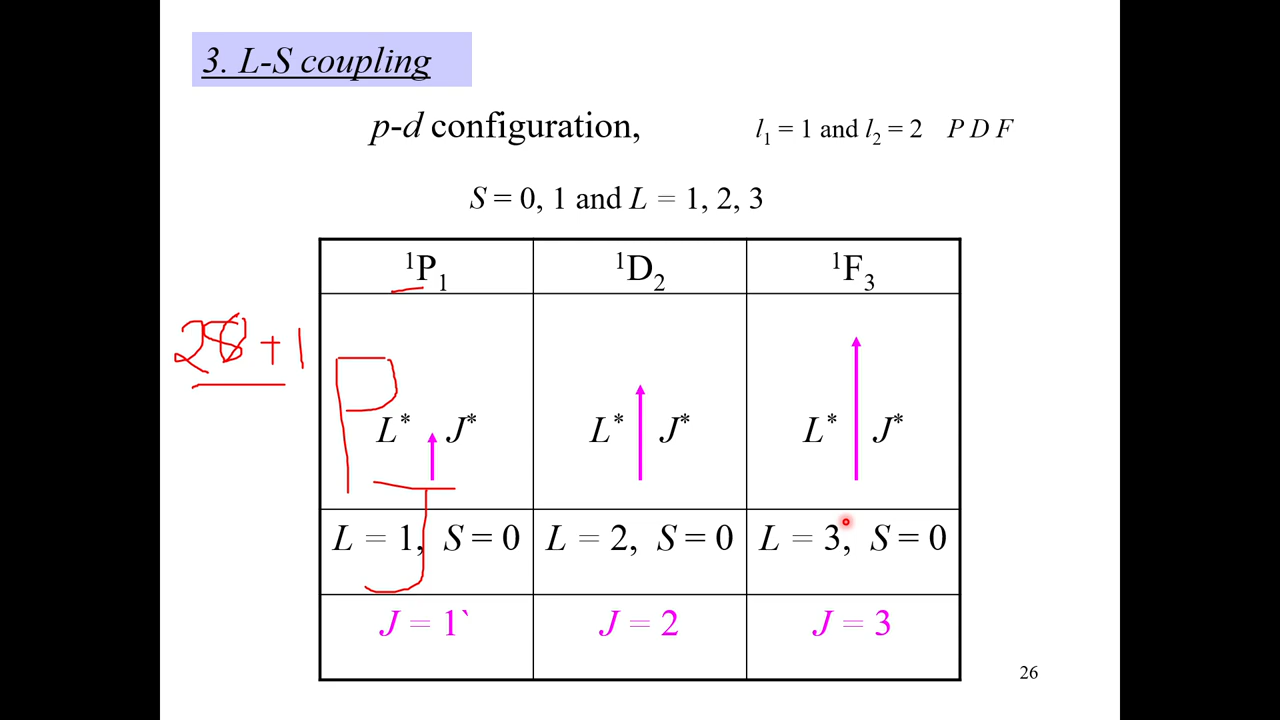 3. L-S coupling
p-d configuration, l₁ = 1 and l₂ = 2 P D F
S = 0, 1 and L = 1, 2, 3
¹P₁ ¹D₂ ¹F₃
2S+1
P
L* J* L* J* L* J*
J
L = 1, S = 0 L = 2, S = 0 L = 3, S = 0
J = 1` J = 2 J = 3
26